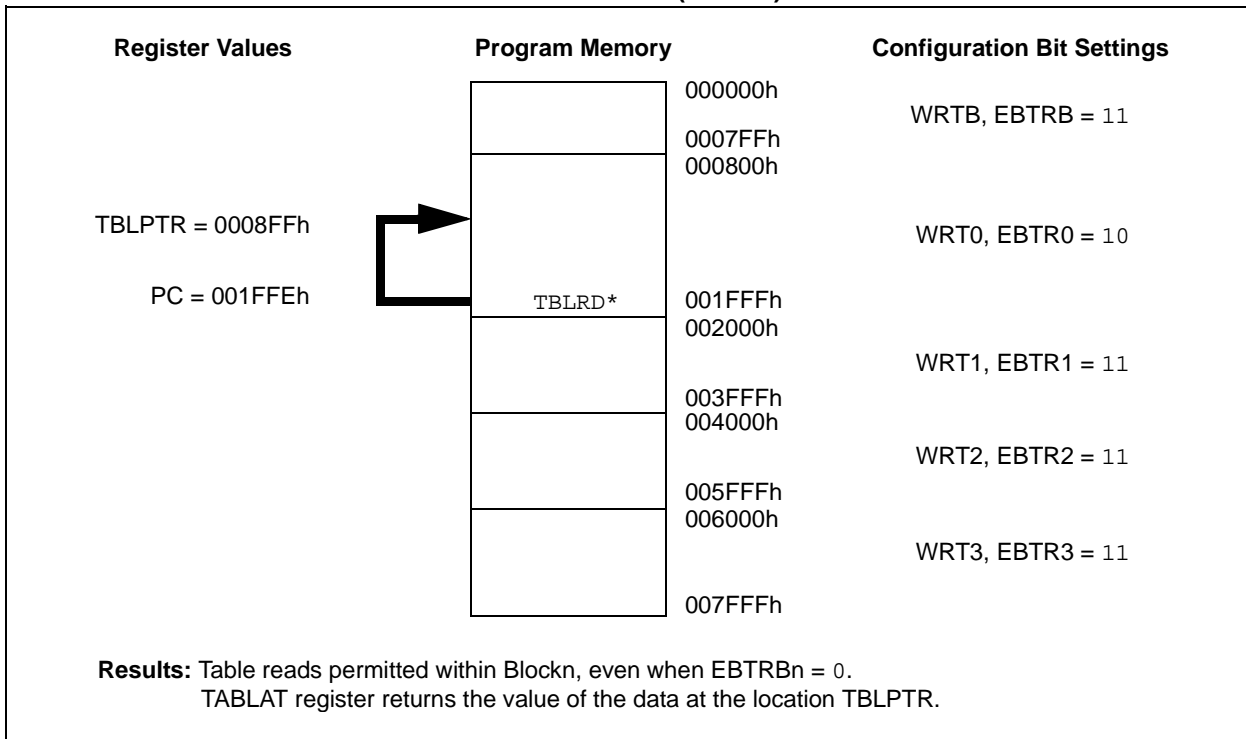 Register Values
Program Memory
Configuration Bit Settings
000000h
WRTB, EBTRB = 11
0007FFh
000800h
TBLPTR = 0008FFh
WRT0, EBTR0 = 10
PC = 001FFEh
TBLRD*
001FFFh
002000h
WRT1, EBTR1 = 11
003FFFh
004000h
WRT2, EBTR2 = 11
005FFFh
006000h
WRT3, EBTR3 = 11
007FFFh
Results: Table reads permitted within Blockn, even when EBTRBn = 0.
TABLAT register returns the value of the data at the location TBLPTR.